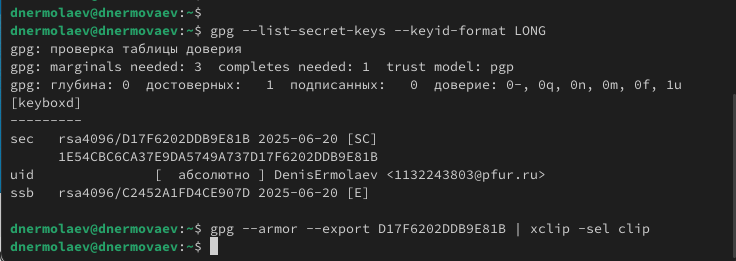 dnermolaev@dnermovaev:~$
dnermolaev@dnermovaev:~$ gpg --list-secret-keys --keyid-format LONG
gpg: проверка таблицы доверия
gpg: marginals needed: 3  completes needed: 1  trust model: pgp
gpg: глубина: 0  достоверных:   1  подписанных:   0  доверие: 0-, 0q, 0n, 0m, 0f, 1u
[keyboxd]
---------
sec   rsa4096/D17F6202DDB9E81B 2025-06-20 [SC]
      1E54CBC6CA37E9DA5749A737D17F6202DDB9E81B
uid               [  абсолютно ] DenisErmolaev <1132243803@pfur.ru>
ssb   rsa4096/C2452A1FD4CE907D 2025-06-20 [E]
dnermolaev@dnermovaev:~$ gpg --armor --export D17F6202DDB9E81B | xclip -sel clip
dnermolaev@dnermovaev:~$